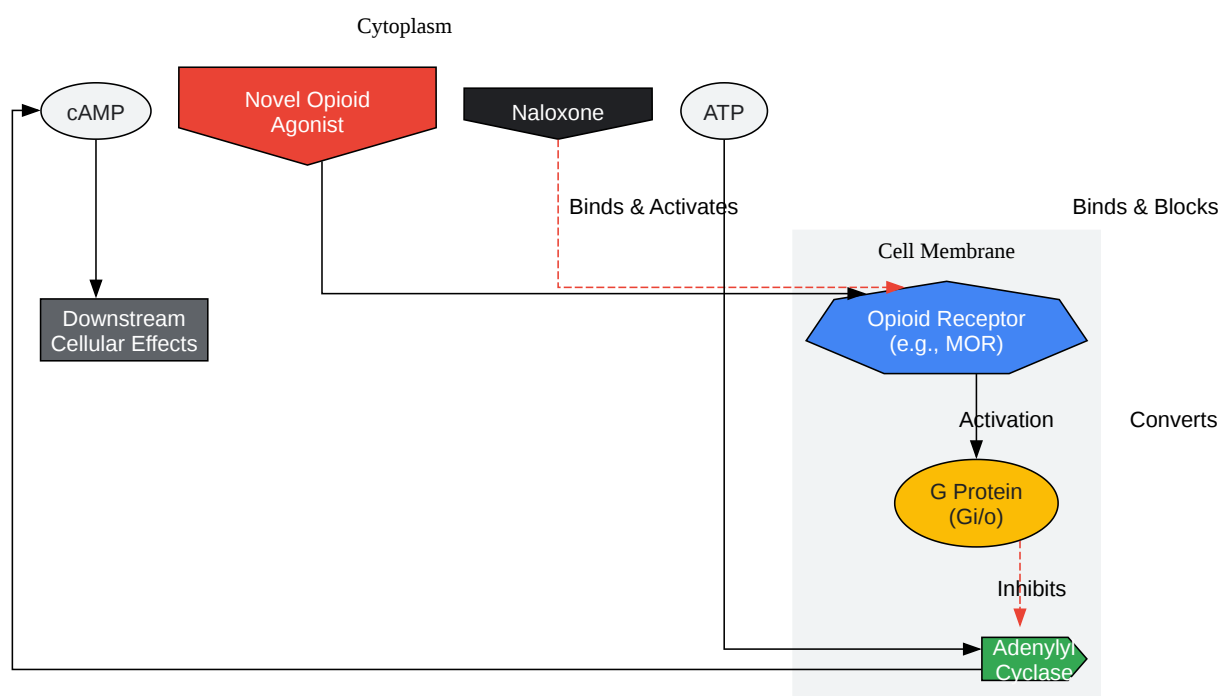 Cytoplasm
cAMP
Novel Opioid
Agonist
Naloxone
ATP
Binds & Activates
Binds & Blocks
Cell Membrane
Downstream
Cellular Effects
Opioid Receptor
(e.g., MOR)
Activation
Converts
G Protein
(Gi/o)
Inhibits
Adenylyl
Cyclase